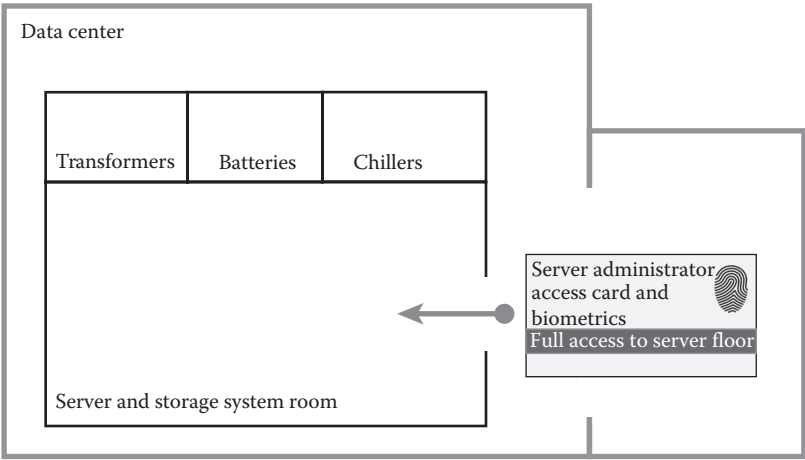 Data center
Transformers
Batteries
Chillers
Server administrator
access card and
biometrics
Full access to server floor
Server and storage system room